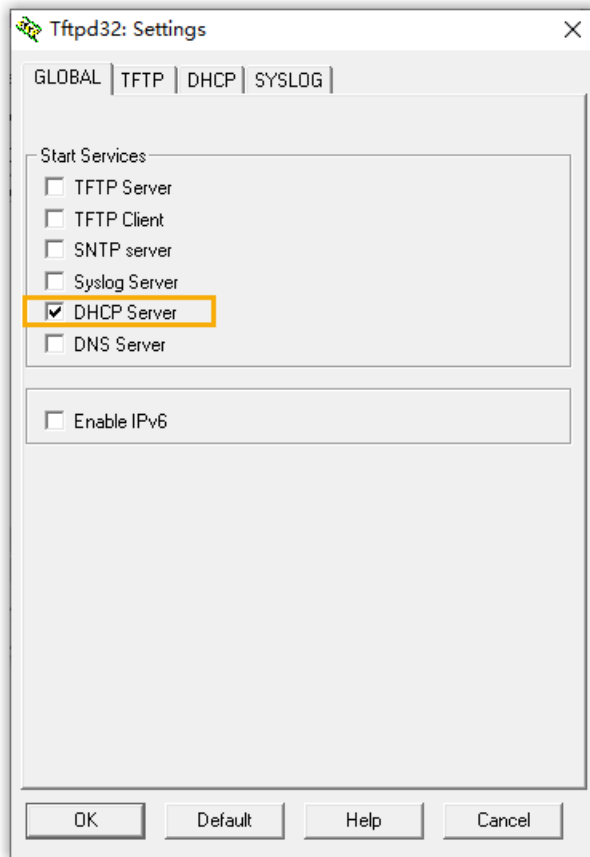 Tftpd32: Settings
GLOBAL TFTP DHCP SYSLOG
Start Services
TFTP Server
TFTP Client
SNTP server
Syslog Server
DHCP Server
DNS Server
Enable IPv6
OK Default Help Cancel